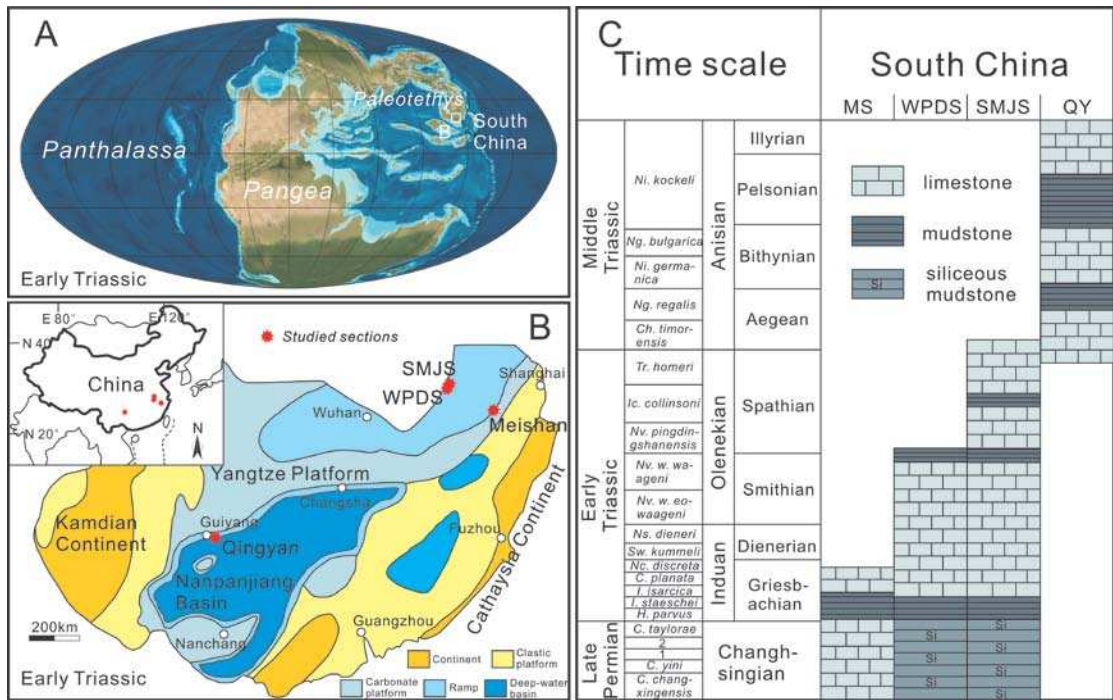 A
Paleotethys
B
South
China
Panthalassa
Pangea
Early Triassic
E 80°
E 120°
B
N 40°
China
N 20°
N
Studied sections
SMJS
WPDS
Shanghai
Wuhan
Meishan
Yangtze Platform
Changsha
Kamdian
Continent
Guiyang
Qingyan
Fuzhou
Nanpanjiang
Basin
Cathaysia Continent
200km
Nanchang
Guangzhou
Continent
Clastic
platform
Early Triassic
Carbonate
platform
Ramp
Deep-water
basin
C
Time scale
South China
MS
WPDS
SMJS
QY
Middle
Triassic
Anisian
Ni. kockeli
Illyrian
Pelsonian
Ng. bulgarica
Bithynian
Ni. germa-
nica
Ng. regalis
Aegean
Ch. timor-
ensis
limestone
mudstone
Si
siliceous
mudstone
Early
Triassic
Olenekian
Tr. homeri
Spathian
Ic. collinsoni
Nv. pingdin-
gshanensis
Nv. w. wa-
ageni
Smithian
Nv. w. eo-
waageni
Induan
Ns. dieneri
Dienerian
Sw. kummeli
Nc. discreta
Griesb-
achian
C. planata
I. isarcica
I. staeschei
H. parvus
Late
Permian
C. taylorae
2
1
Changh-
singian
C. yini
C. chang-
xingensis
Si
Si
Si
Si
Si
Si
Si
Si